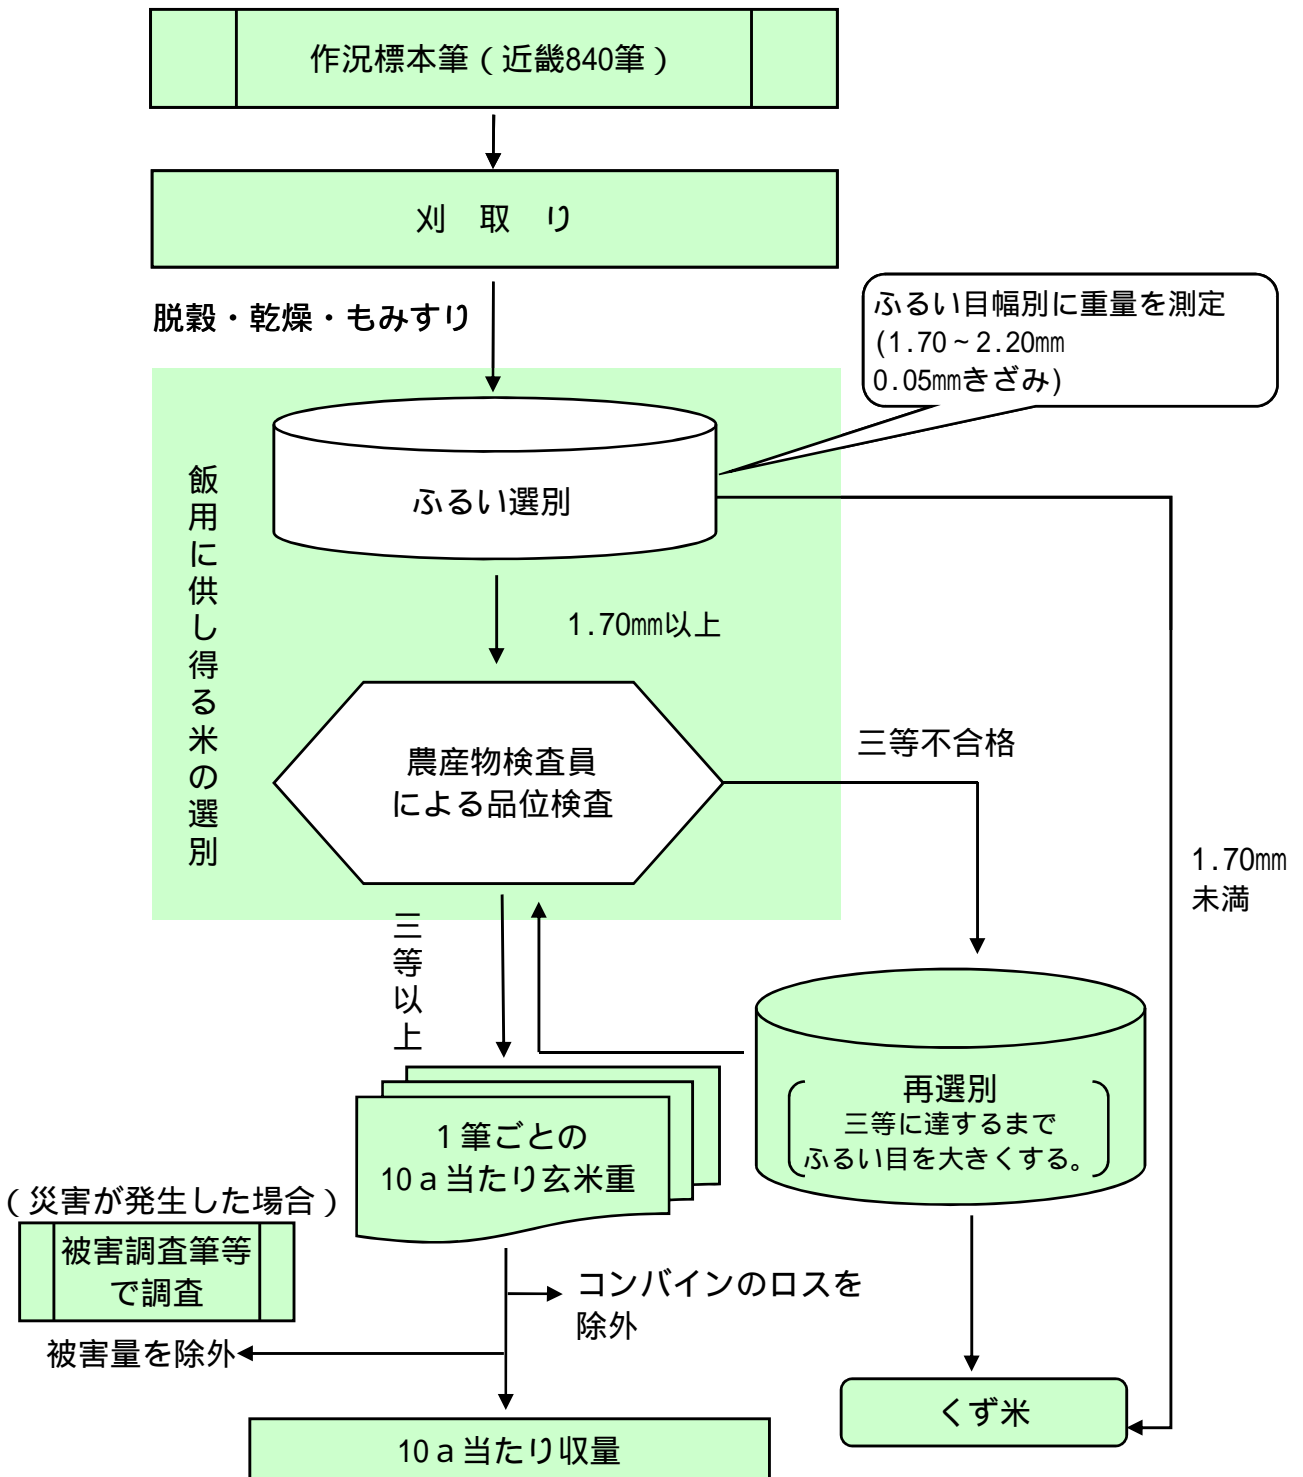 作況標本筆（近畿840筆）
刈　取　り
脱穀・乾燥・もみすり
ふるい目幅別に重量を測定
(1.70～2.20㎜
0.05㎜きざみ)
飯用に供し得る米の選別
ふるい選別
1.70㎜以上
農産物検査員
による品位検査
三等不合格
1.70㎜
未満
三等以上
再選別
三等に達するまで
ふるい目を大きくする。
１筆ごとの
10ａ当たり玄米重
（災害が発生した場合）
被害調査筆等
で調査
コンバインのロスを
除外
被害量を除外
くず米
10ａ当たり収量